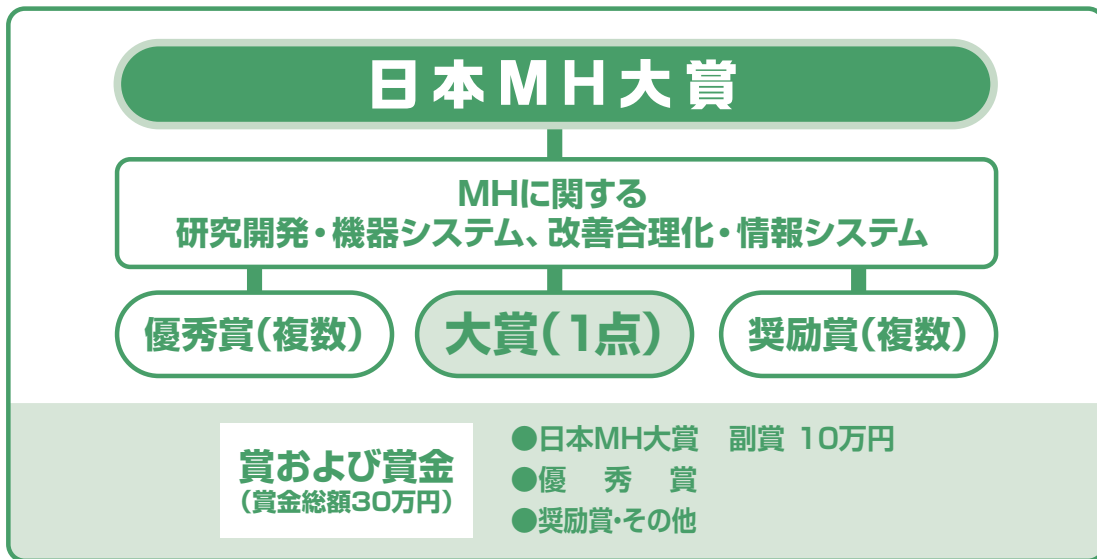 日本MH大賞
MHに関する
研究開発・機器システム、改善合理化・情報システム
優秀賞(複数)
大賞(1点)
奨励賞(複数)
賞および賞金
(賞金総額30万円)
●日本MH大賞　副賞 10万円
●優　秀　賞
●奨励賞・その他